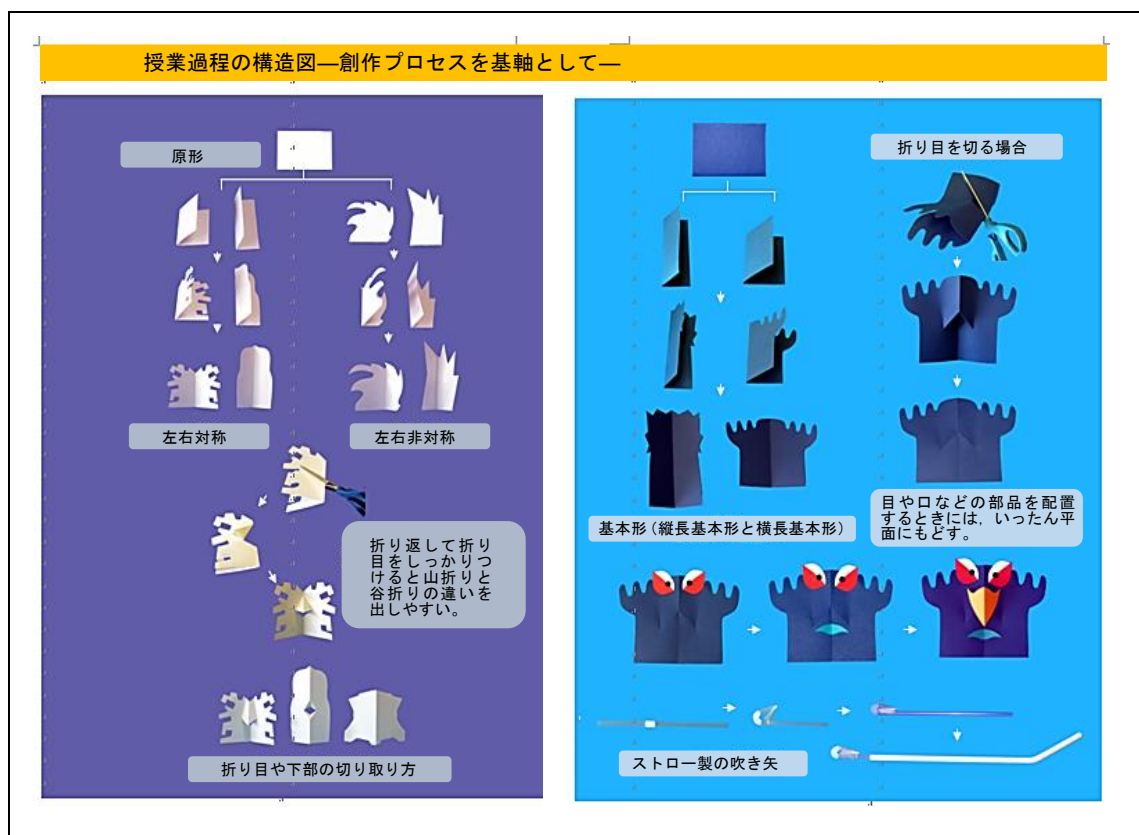 授業過程の構造図―創作プロセスを基軸として―
原形
左右対称
左右非対称
折り返して折り
目をしっかりつ
けると山折りと
谷折りの違いを
出しやすい。
折り目や下部の切り取り方
折り目を切る場合
基本形（縦長基本形と横長基本形）
目や口などの部品を配置
するときには，いったん平
面にもどす。
ストロー製の吹き矢